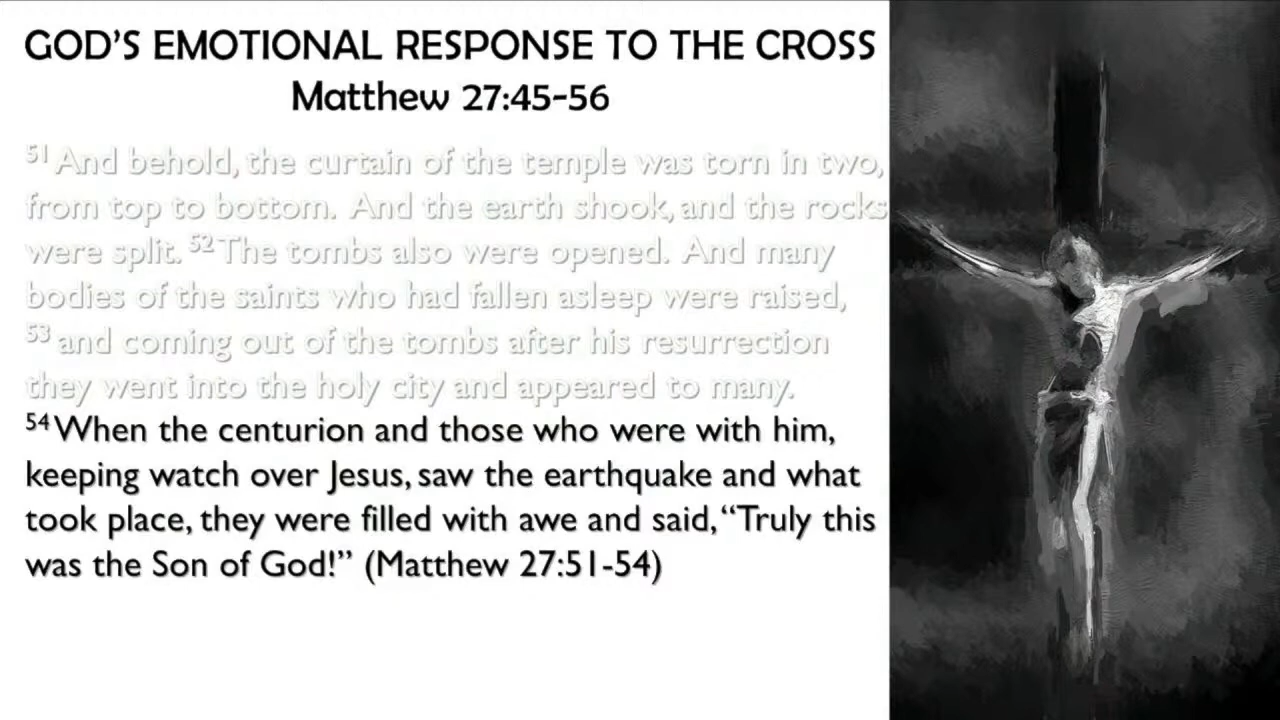 GOD’S EMOTIONAL RESPONSE TO THE CROSS
Matthew 27:45-56
51 And behold, the curtain of the temple was torn in two,
from top to bottom. And the earth shook, and the rocks
were split. 52 The tombs also were opened. And many
bodies of the saints who had fallen asleep were raised,
53 and coming out of the tombs after his resurrection
they went into the holy city and appeared to many.
54 When the centurion and those who were with him,
keeping watch over Jesus, saw the earthquake and what
took place, they were filled with awe and said, “Truly this
was the Son of God!” (Matthew 27:51-54)